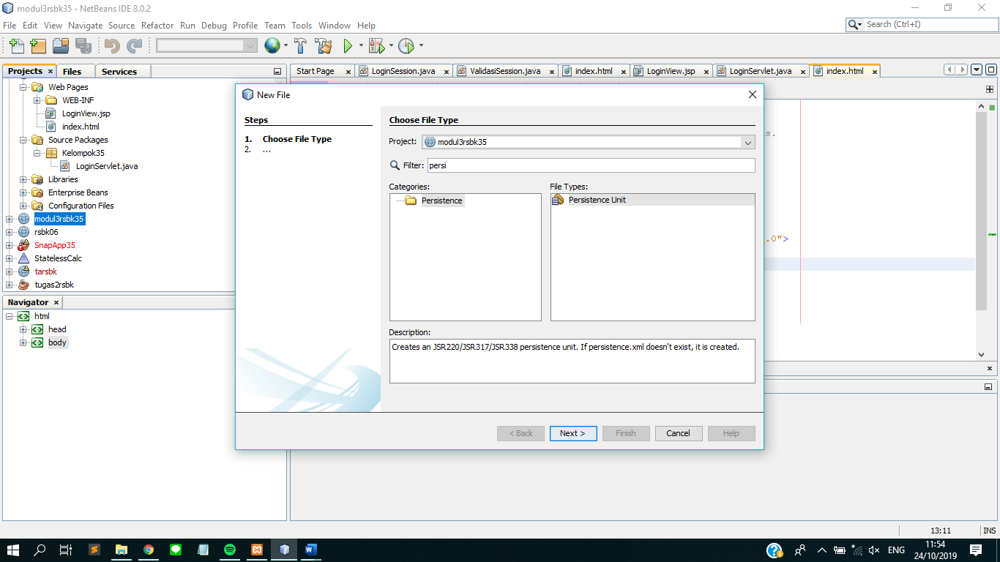 modul3rsbk35 - NetBeans IDE 8.0.2
File Edit View Navigate Source Refactor Run Debug Profile Team Tools Window Help
Search (Ctrl+I)
Projects Files Services
Start Page LoginSession.java ValidasiSession.java index.html LoginView.jsp LoginServlet.java index.html
Web Pages
WEB-INF
LoginView.jsp
index.html
Source Packages
Kelompok35
LoginServlet.java
Libraries
Enterprise Beans
Configuration Files
modul3rsbk35
rsbk06
SnapApp35
StatelessCalc
tarsbk
tugas2rsbk
Navigator
html
head
body
New File
Steps
1. Choose File Type
2. ...
Choose File Type
Project: modul3rsbk35
Filter: persi
Categories: File Types:
Persistence Persistence Unit
Description:
Creates an JSR220/JSR317/JSR338 persistence unit. If persistence.xml doesn't exist, it is created.
< Back Next > Finish Cancel Help
s.
.0">
13:11 INS
ENG
11:54
24/10/2019